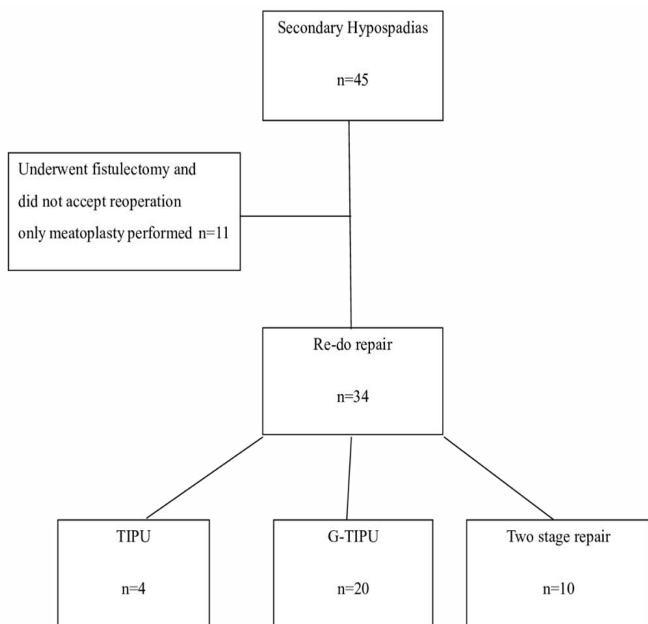 Secondary Hypospadias
n=45
Underwent fistulectomy and
did not accept reoperation
only meatoplasty performed n=11
Re-do repair
n=34
TIPU
n=4
G-TIPU
n=20
Two stage repair
n=10